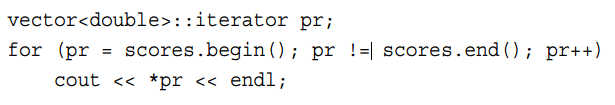 vector<double>::iterator pr;
for (pr = scores.begin(); pr != scores.end(); pr++)
    cout << *pr << endl;